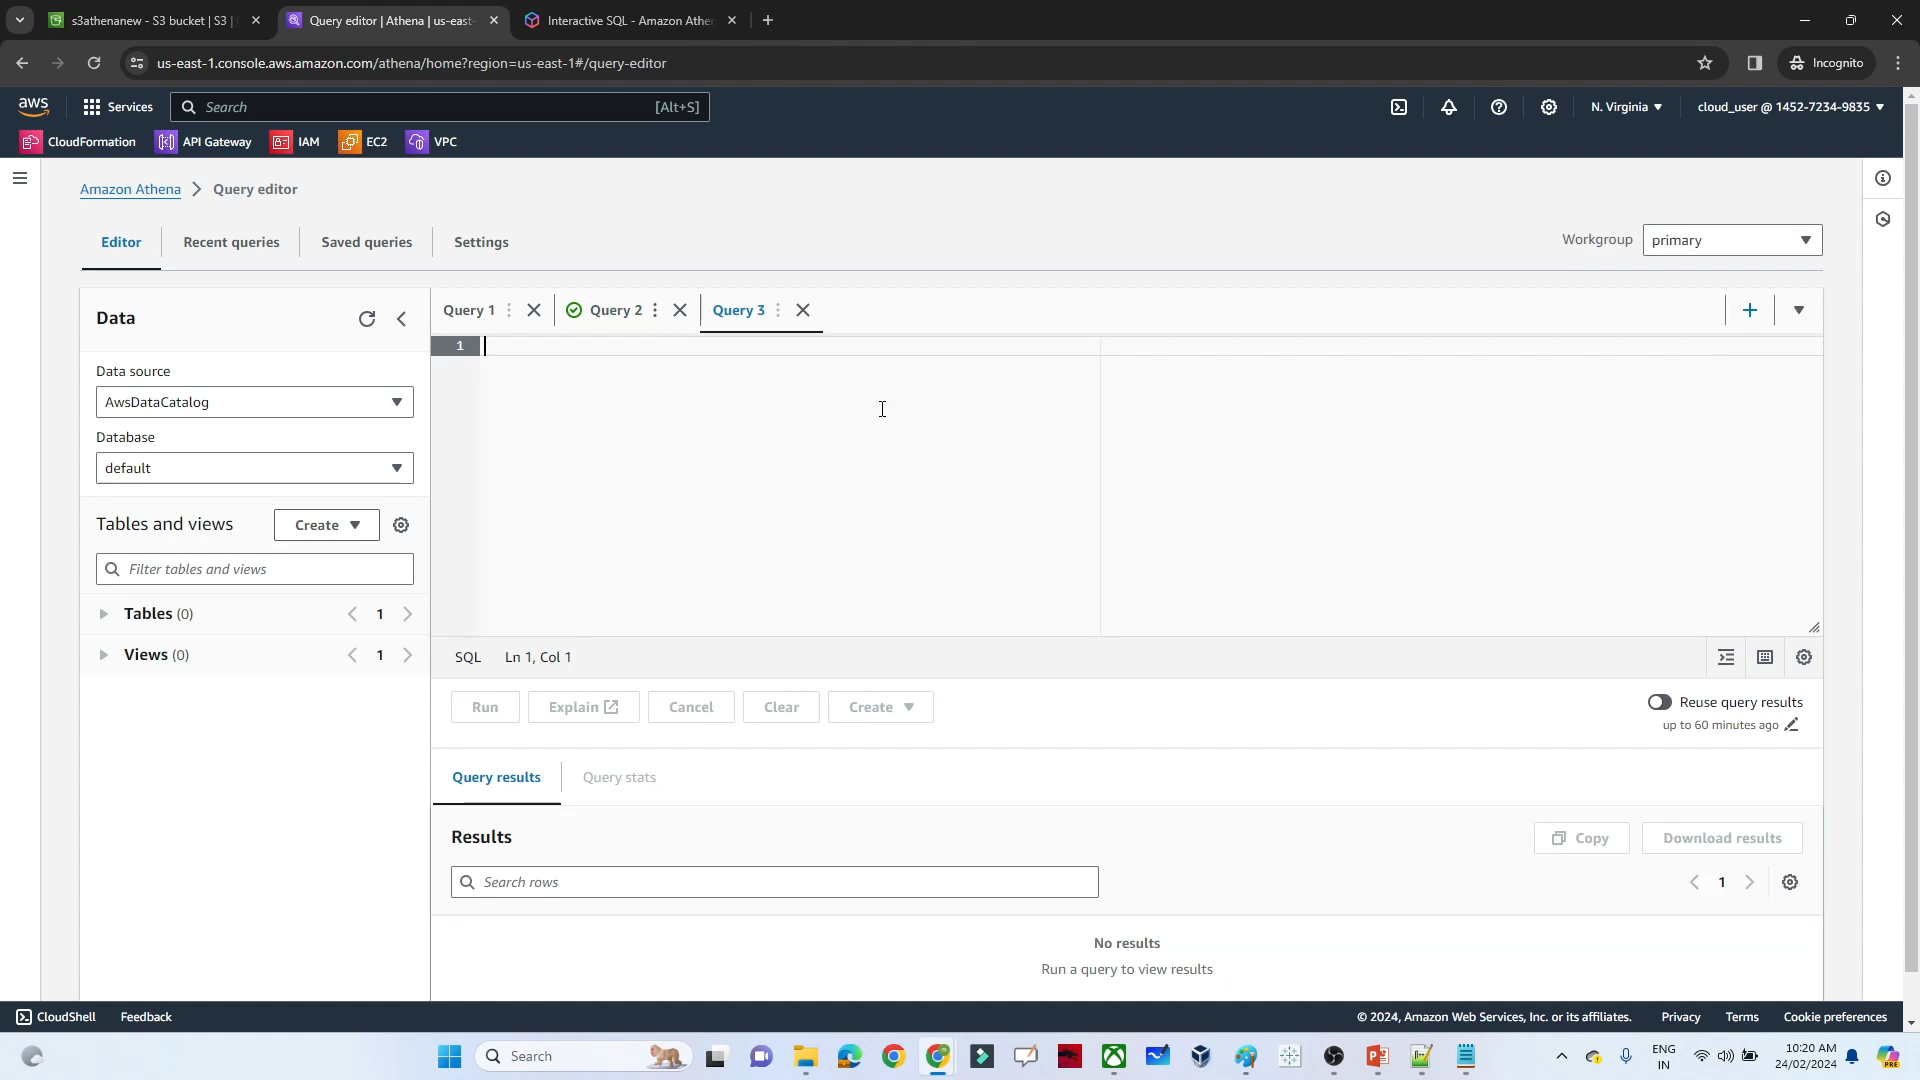 s3athenanew - S3 bucket | S3 |
Query editor | Athena | us-east-
Interactive SQL - Amazon Athe
us-east-1.console.aws.amazon.com/athena/home?region=us-east-1#/query-editor
Incognito
aws
Services
Search
[Alt+S]
N. Virginia
cloud_user @ 1452-7234-9835
CloudFormation
API Gateway
IAM
EC2
VPC
Amazon Athena
Query editor
Editor
Recent queries
Saved queries
Settings
Workgroup
primary
Data
Query 1
Query 2
Query 3
1
Data source
AwsDataCatalog
Database
default
Tables and views
Create
Filter tables and views
Tables (0)
1
Views (0)
1
SQL
Ln 1, Col 1
Run
Explain
Cancel
Clear
Create
Reuse query results
up to 60 minutes ago
Query results
Query stats
Results
Copy
Download results
Search rows
1
No results
Run a query to view results
CloudShell
Feedback
© 2024, Amazon Web Services, Inc. or its affiliates.
Privacy
Terms
Cookie preferences
Search
ENG
IN
10:20 AM
24/02/2024
PRE